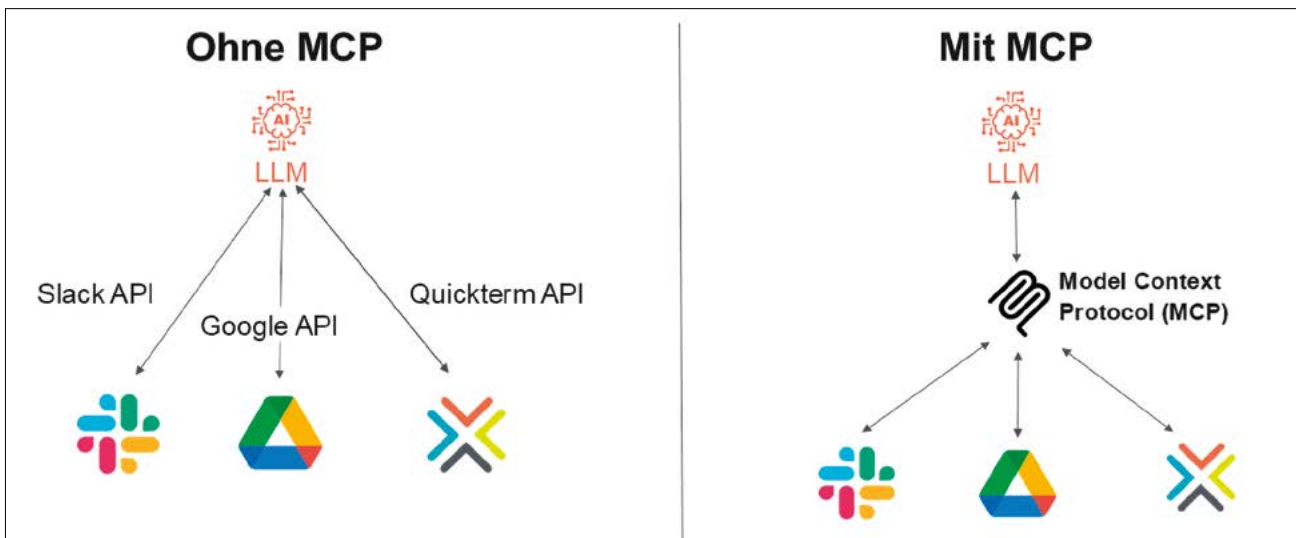 Ohne MCP
AI
LLM
Slack API
Google API
Quickterm API
Mit MCP
AI
LLM
Model Context
Protocol (MCP)